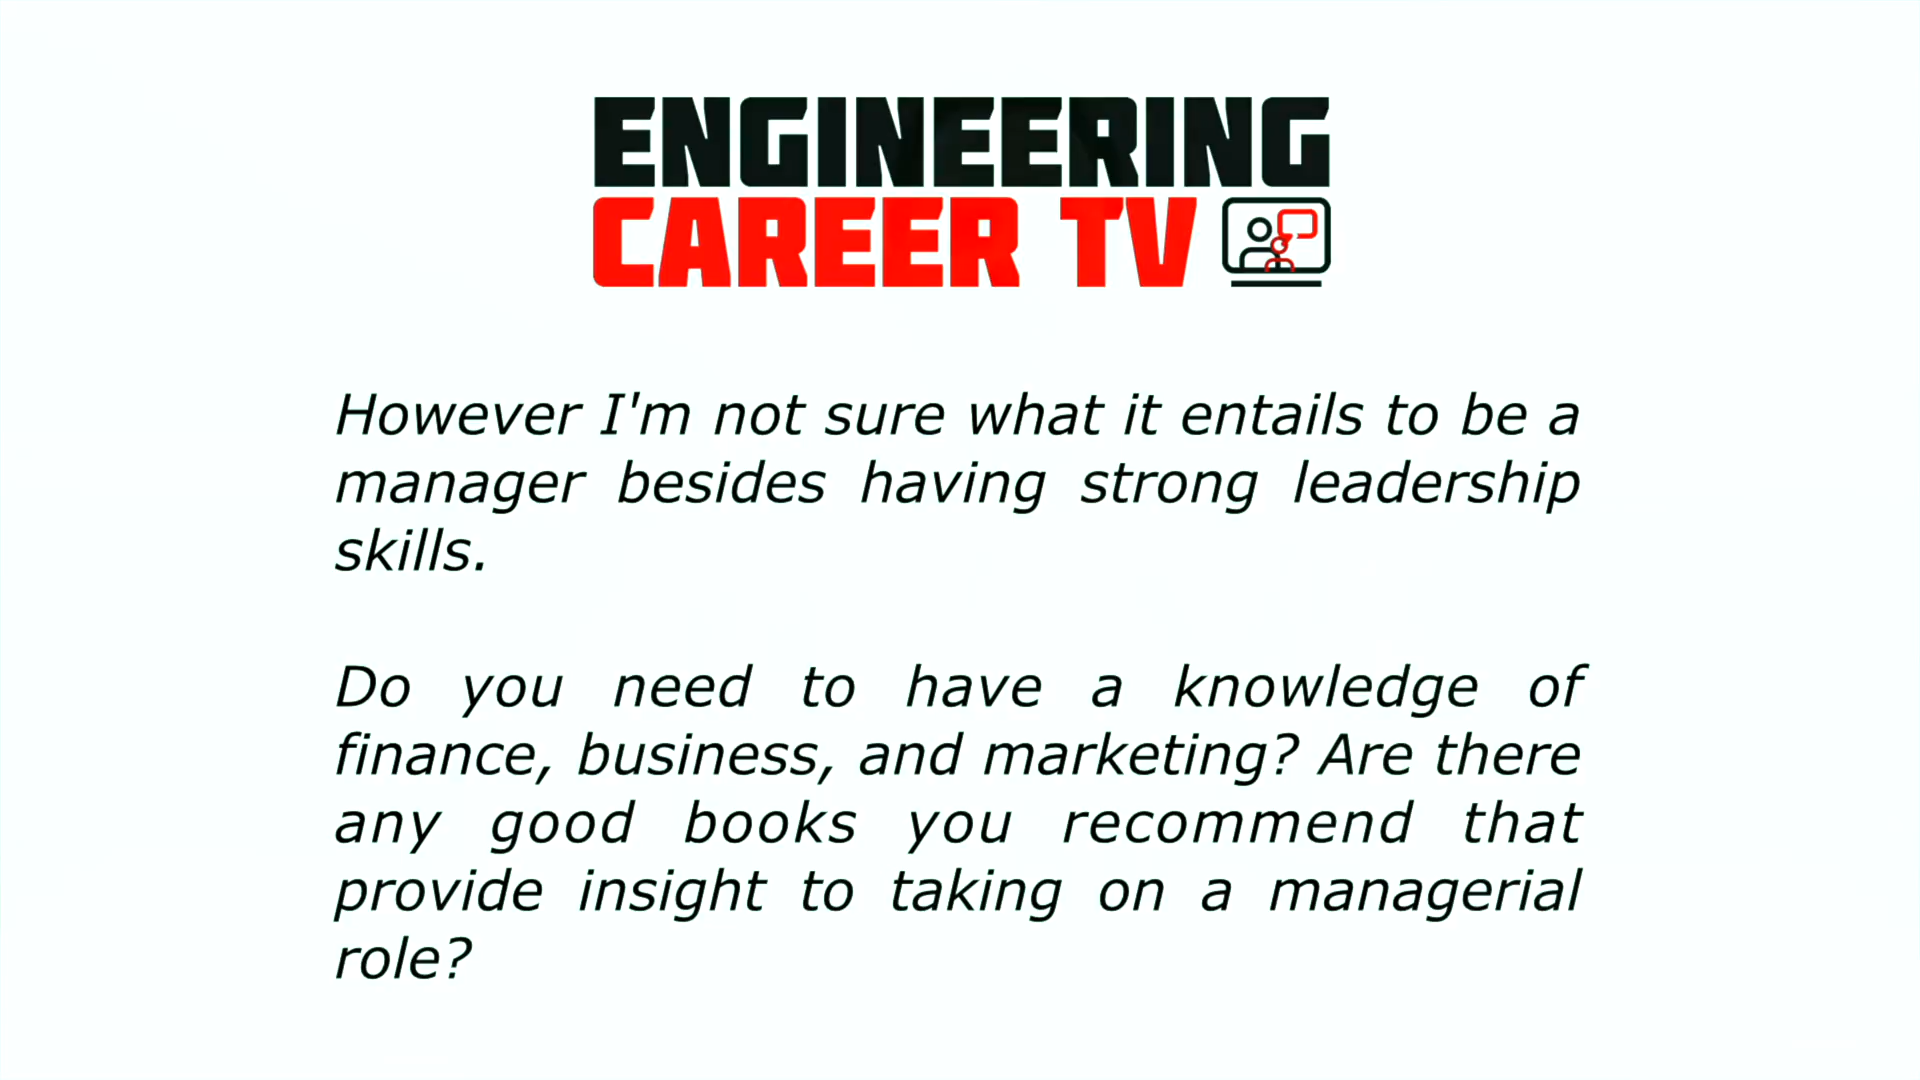 ENGINEERING
CAREER TV
However I'm not sure what it entails to be a
manager besides having strong leadership
skills.
Do you need to have a knowledge of
finance, business, and marketing? Are there
any good books you recommend that
provide insight to taking on a managerial
role?